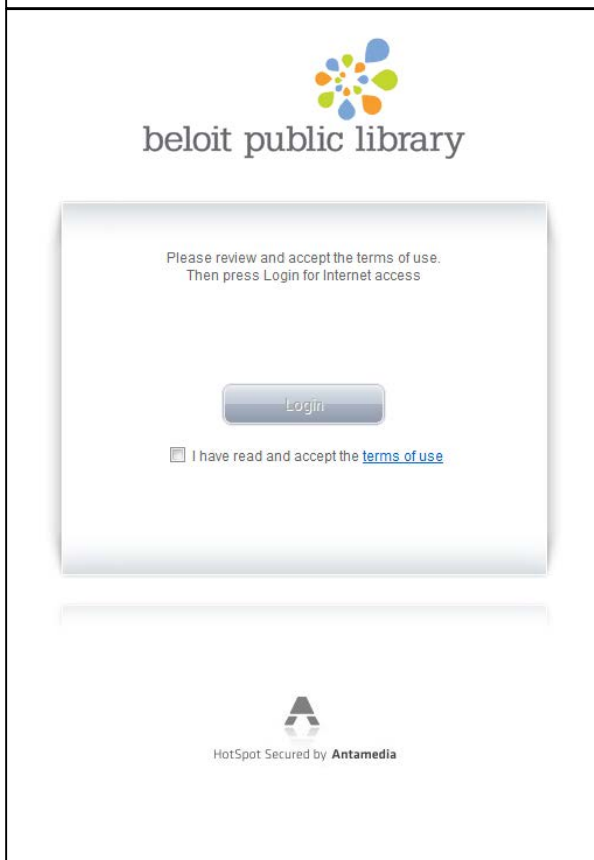 beloit public library
Please review and accept the terms of use.
Then press Login for Internet access
Login
I have read and accept the terms of use
HotSpot Secured by Antamedia